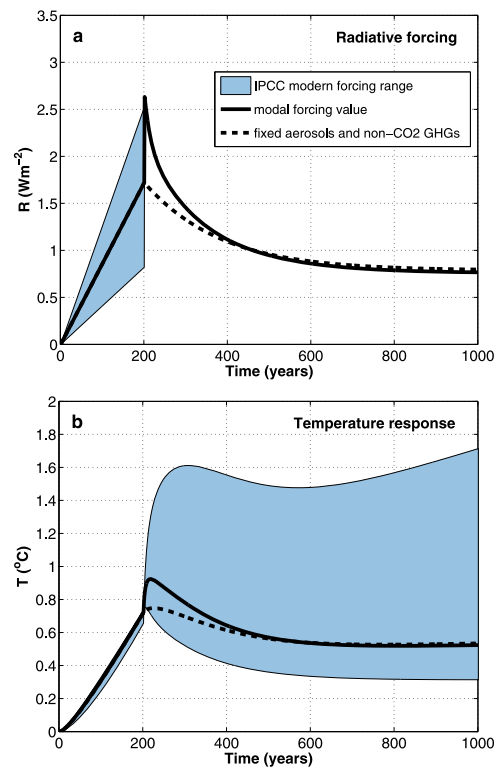 a
Radiative forcing
IPCC modern forcing range
modal forcing value
fixed aerosols and non−CO2 GHGs
R (Wm−2)
3
2.5
2
1.5
1
0.5
0
0 200 400 600 800 1000
Time (years)
b
Temperature response
T (°C)
2
1.8
1.6
1.4
1.2
1
0.8
0.6
0.4
0.2
0
0 200 400 600 800 1000
Time (years)